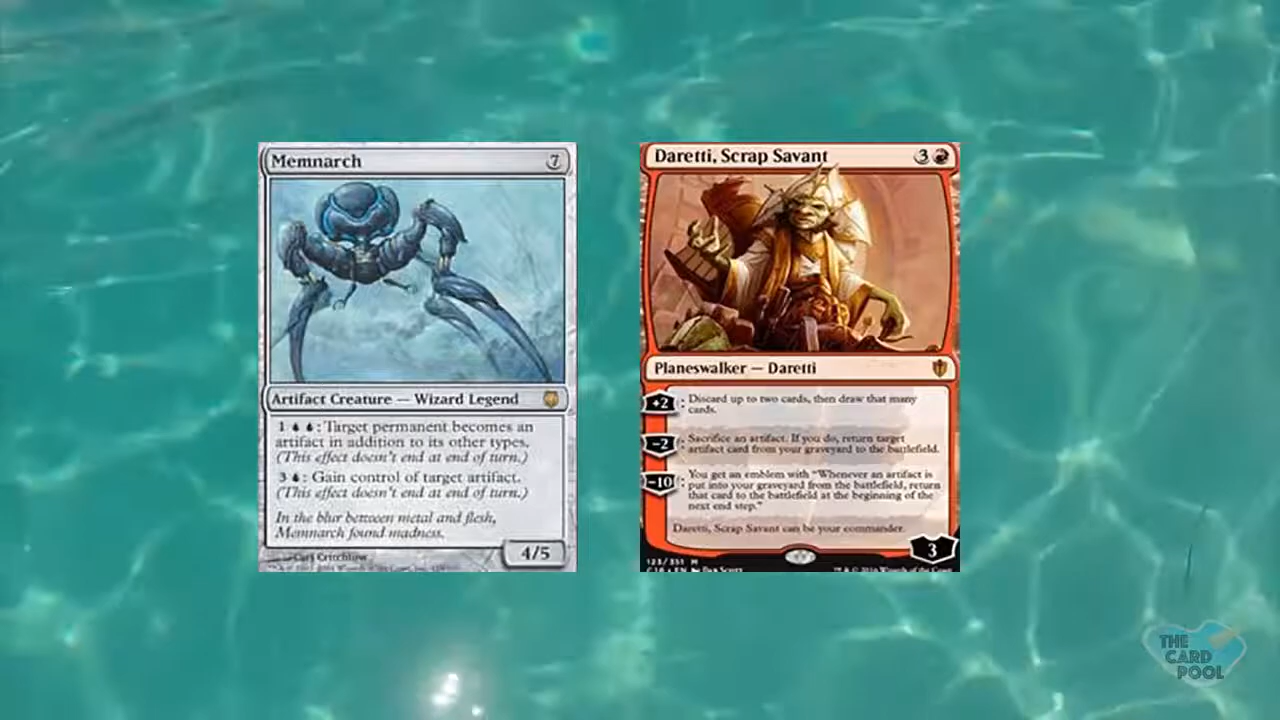 Memnarch
7
Artifact Creature — Wizard Legend
1 : Target permanent becomes an
artifact in addition to its other types.
(This effect doesn't end at end of turn.)
3 : Gain control of target artifact.
(This effect doesn't end at end of turn.)
In the blur between metal and flesh,
Memnarch found madness.
4/5
Daretti, Scrap Savant
3
Planeswalker — Daretti
+2 : Discard up to two cards, then draw that many
cards.
-2 : Sacrifice an artifact. If you do, return target
artifact card from your graveyard to the battlefield.
-10 : You get an emblem with "Whenever an artifact is
put into your graveyard from the battlefield, return
that card to the battlefield at the beginning of the
next end step."
Daretti, Scrap Savant can be your commander.
3
THE
CARD
POOL